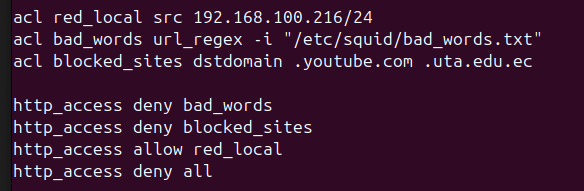 acl red_local src 192.168.100.216/24
acl bad_words url_regex -i "/etc/squid/bad_words.txt"
acl blocked_sites dstdomain .youtube.com .uta.edu.ec
http_access deny bad_words
http_access deny blocked_sites
http_access allow red_local
http_access deny all